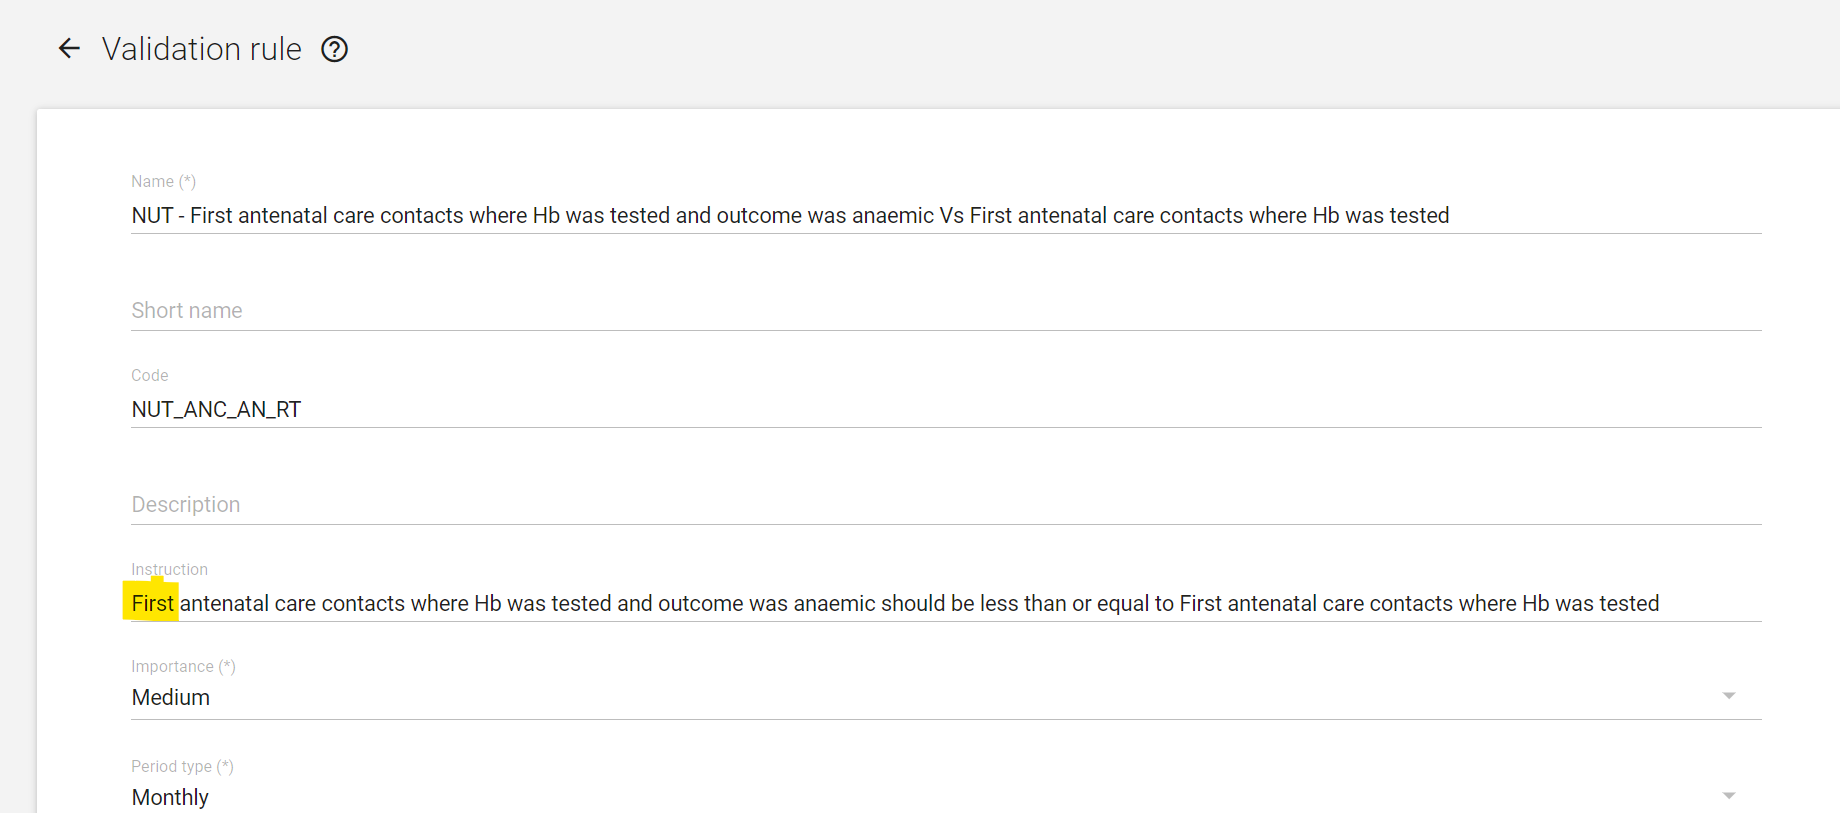 Validation rule
Name (*)
NUT - First antenatal care contacts where Hb was tested and outcome was anaemic Vs First antenatal care contacts where Hb was tested
Short name
Code
NUT_ANC_AN_RT
Description
Instruction
First antenatal care contacts where Hb was tested and outcome was anaemic should be less than or equal to First antenatal care contacts where Hb was tested
Importance (*)
Medium
Period type (*)
Monthly